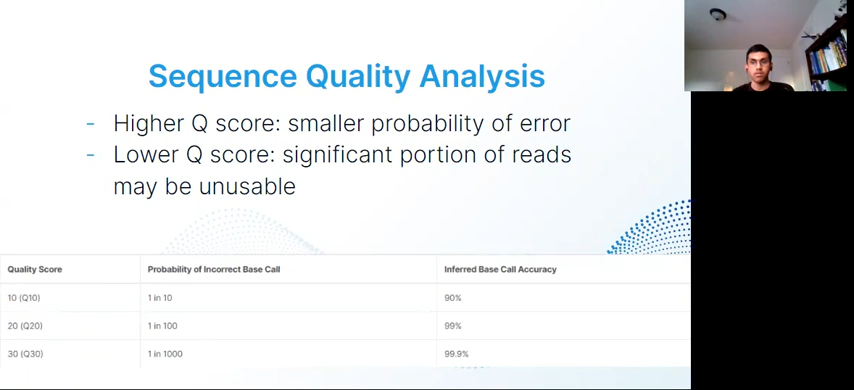 Sequence Quality Analysis
- Higher Q score: smaller probability of error
- Lower Q score: significant portion of reads
may be unusable
Quality Score Probability of Incorrect Base Call Inferred Base Call Accuracy
10 (Q10) 1 in 10 90%
20 (Q20) 1 in 100 99%
30 (Q30) 1 in 1000 99.9%